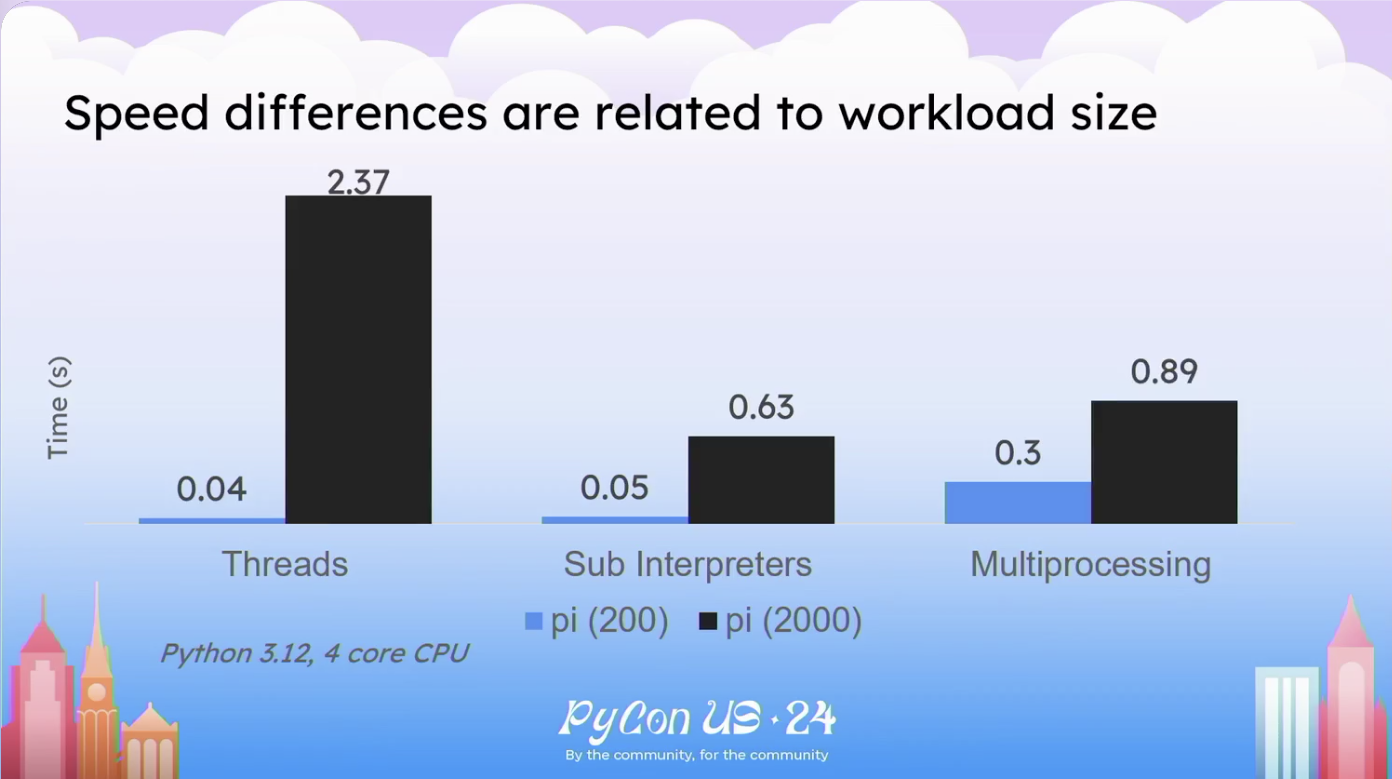 Speed differences are related to workload size
Time (s)
2.37
0.04
0.63
0.05
0.89
0.3
Threads
Sub Interpreters
Multiprocessing
pi (200)
pi (2000)
Python 3.12, 4 core CPU
PyCon US · 24
By the community, for the community